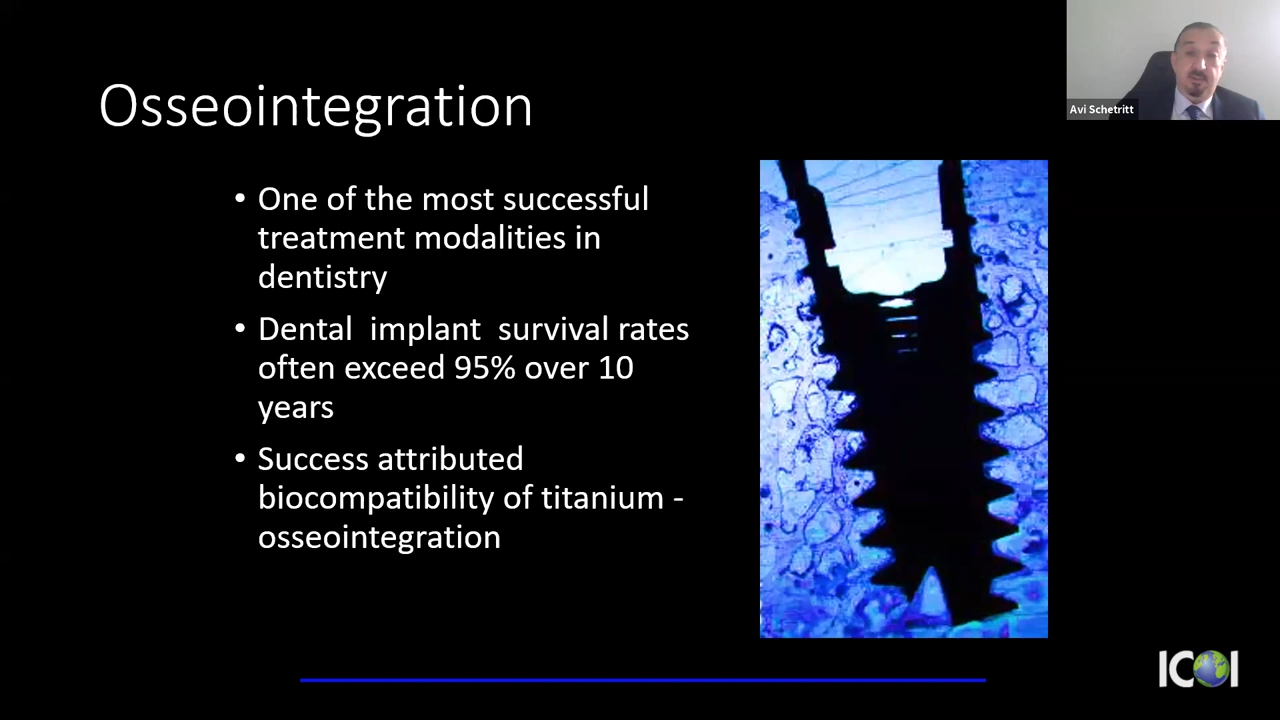 Osseointegration
Avi Schetritt
• One of the most successful
treatment modalities in
dentistry
• Dental  implant  survival rates
often exceed 95% over 10
years
• Success attributed
biocompatibility of titanium -
osseointegration
ICOI